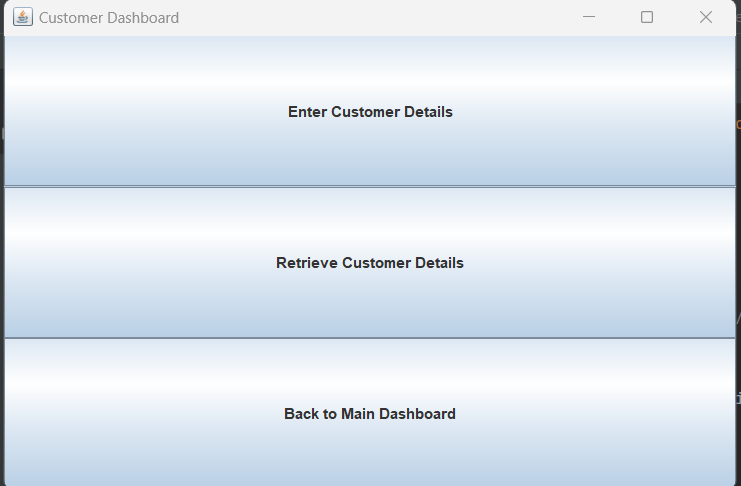 Customer Dashboard
Enter Customer Details
Retrieve Customer Details
Back to Main Dashboard